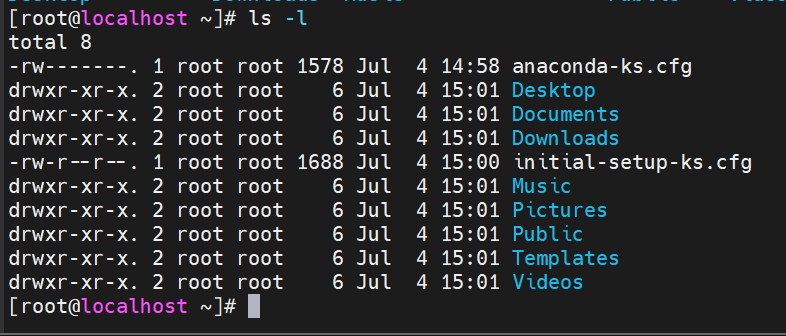 [root@localhost ~]# ls -l
total 8
-rw-------. 1 root root 1578 Jul  4 14:58 anaconda-ks.cfg
drwxr-xr-x. 2 root root    6 Jul  4 15:01 Desktop
drwxr-xr-x. 2 root root    6 Jul  4 15:01 Documents
drwxr-xr-x. 2 root root    6 Jul  4 15:01 Downloads
-rw-r--r--. 1 root root 1688 Jul  4 15:00 initial-setup-ks.cfg
drwxr-xr-x. 2 root root    6 Jul  4 15:01 Music
drwxr-xr-x. 2 root root    6 Jul  4 15:01 Pictures
drwxr-xr-x. 2 root root    6 Jul  4 15:01 Public
drwxr-xr-x. 2 root root    6 Jul  4 15:01 Templates
drwxr-xr-x. 2 root root    6 Jul  4 15:01 Videos
[root@localhost ~]#